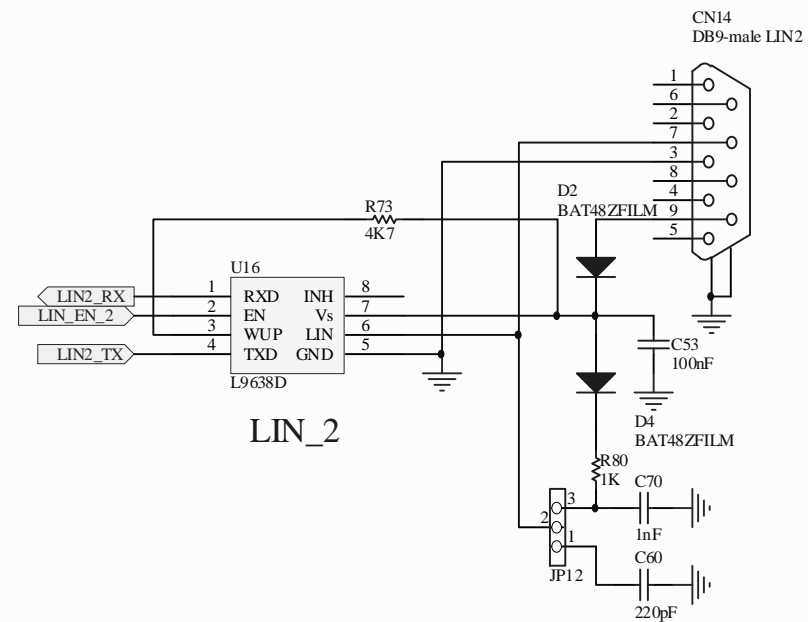 CN14
DB9-male LIN2
1
6
2
7
3
8
4
9
5
D2
BAT48ZFILM
R73
4K7
U16
LIN2_RX
1
RXD
INH
8
LIN_EN_2
2
EN
Vs
7
3
WUP
LIN
6
LIN2_TX
4
TXD
GND
5
L9638D
C53
100nF
LIN_2
D4
BAT48ZFILM
R80
1K
C70
1nF
3
2
1
JP12
C60
220pF